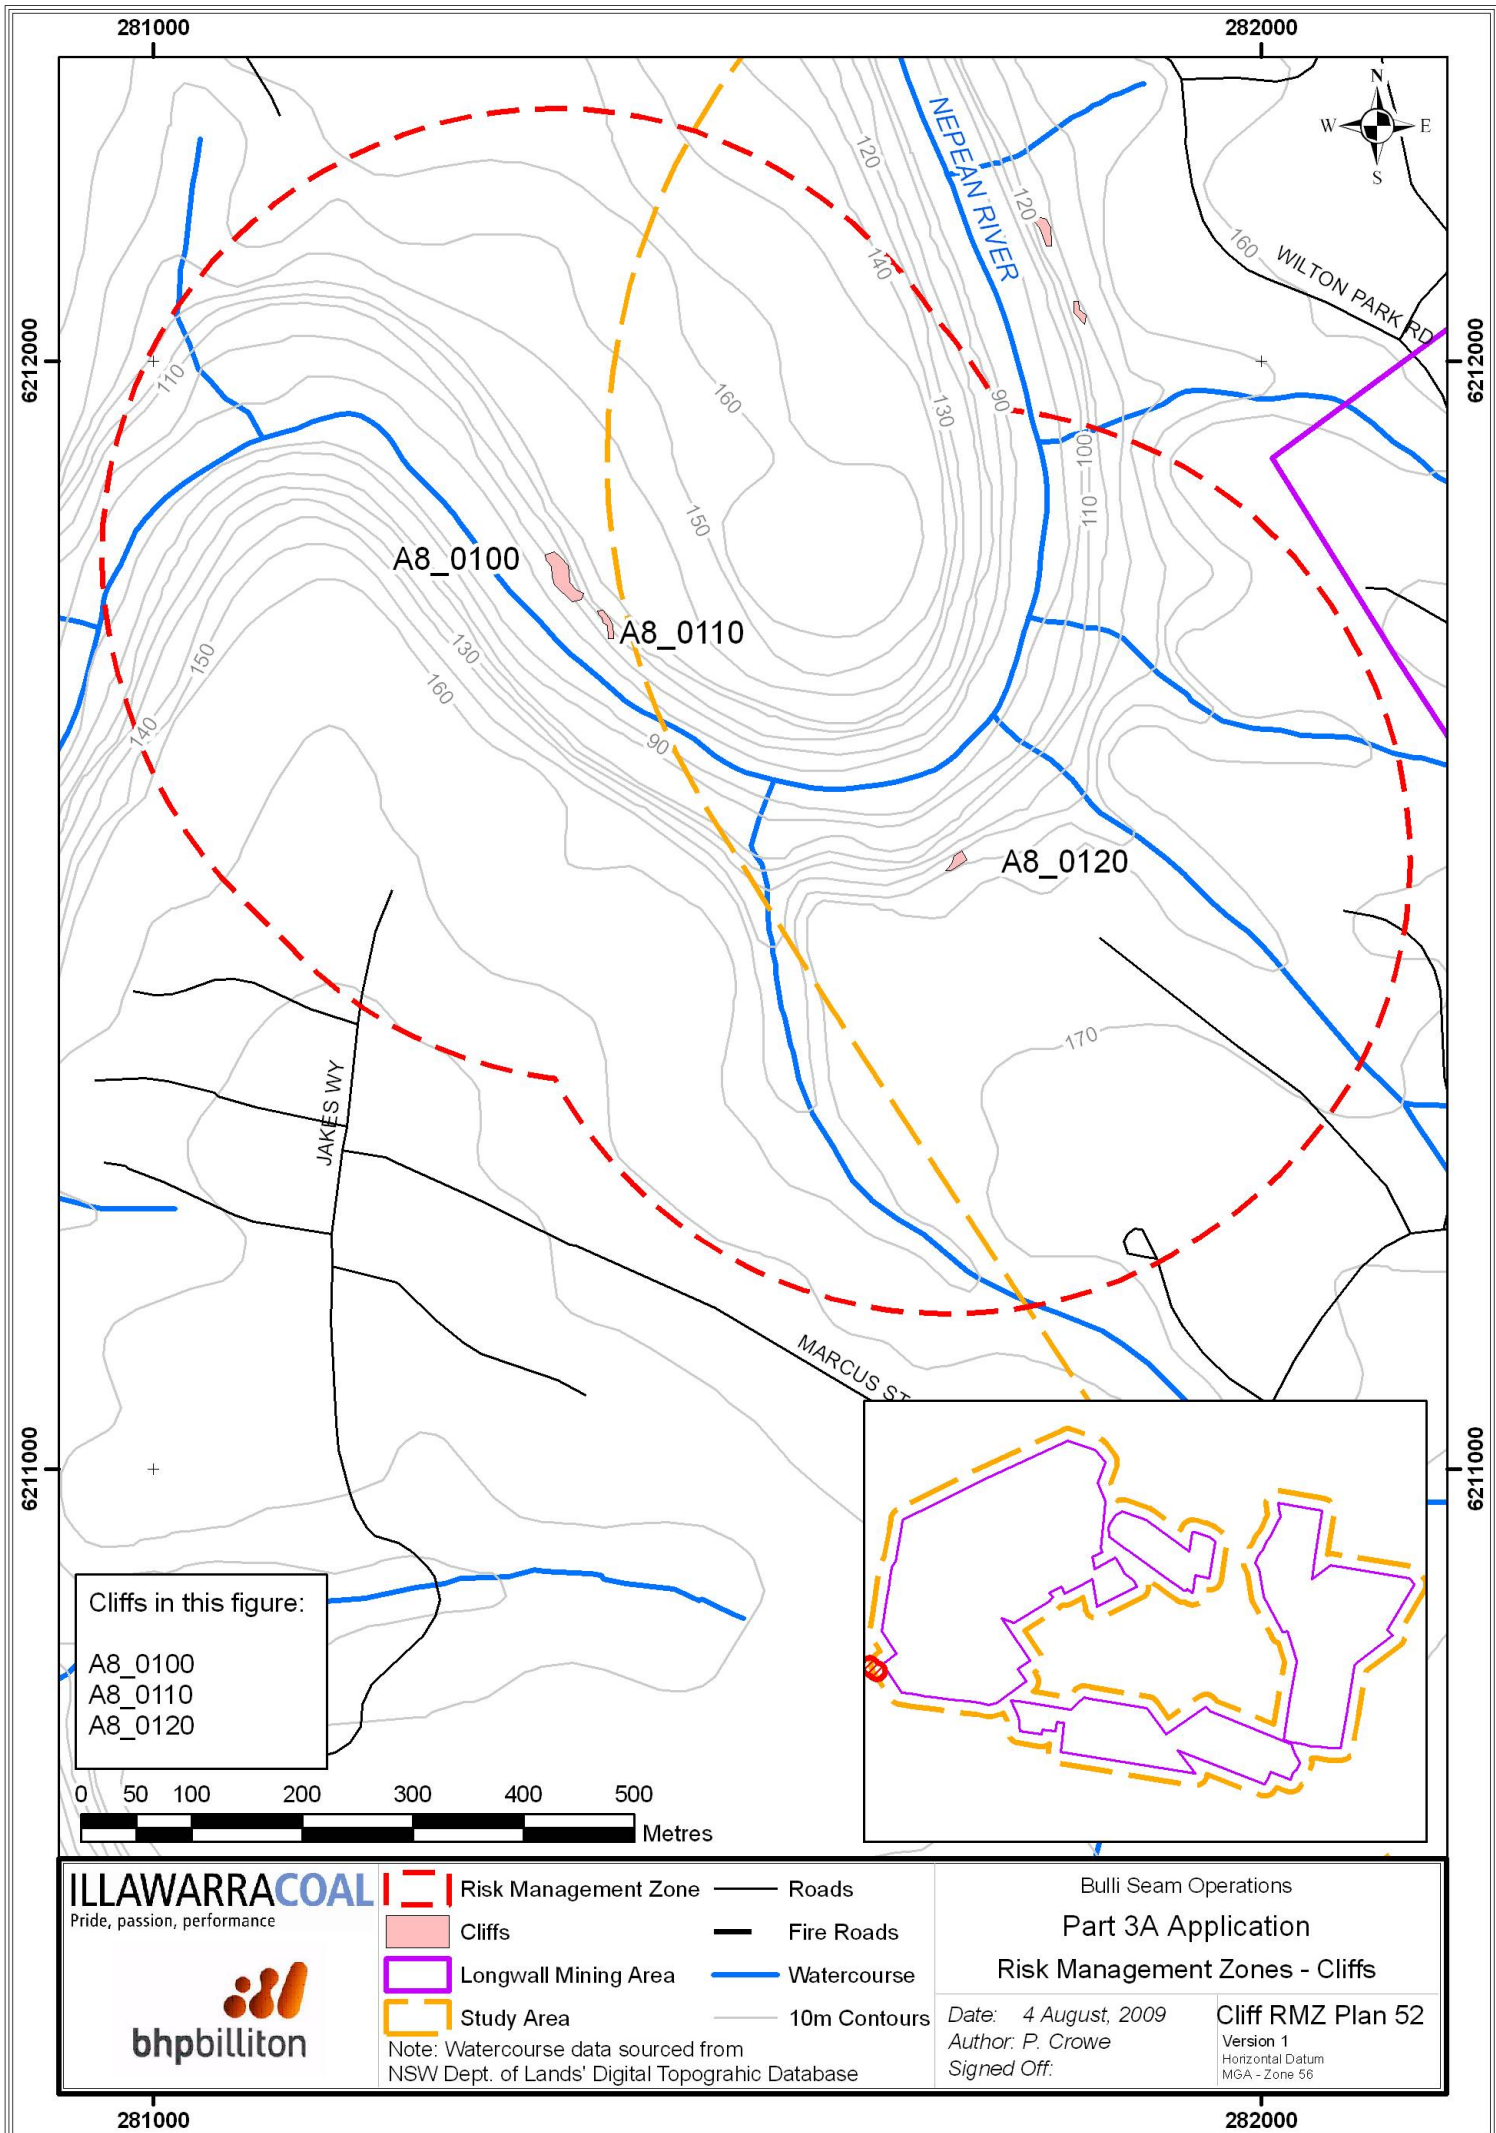 281000
282000
N
W E
S
NEPEAN RIVER
120
120
160
WILTON PARK RD
140
6212000
6212000
110
160
90
130
100
110
150
A8_0100
A8_0110
130
160
150
140
90
A8_0120
170
JAKES WY
MARCUS ST
6211000
6211000
Cliffs in this figure:
A8_0100
A8_0110
A8_0120
0 50 100 200 300 400 500
Metres
ILLAWARRACOAL
Pride, passion, performance
bhpbilliton
Risk Management Zone
Cliffs
Longwall Mining Area
Study Area
Roads
Fire Roads
Watercourse
10m Contours
Note: Watercourse data sourced from
NSW Dept. of Lands' Digital Topograhic Database
Bulli Seam Operations
Part 3A Application
Risk Management Zones - Cliffs
Date: 4 August, 2009
Author: P. Crowe
Signed Off:
Cliff RMZ Plan 52
Version 1
Horizontal Datum
MGA - Zone 56
281000
282000